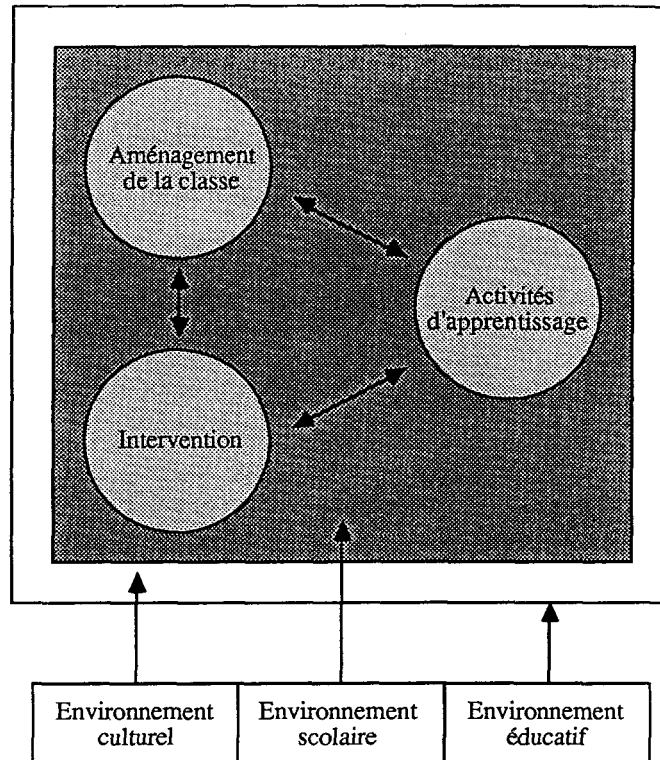 Aménagement
de la classe
Activités
d'apprentissage
Intervention
Environnement
culturel
Environnement
scolaire
Environnement
éducatif